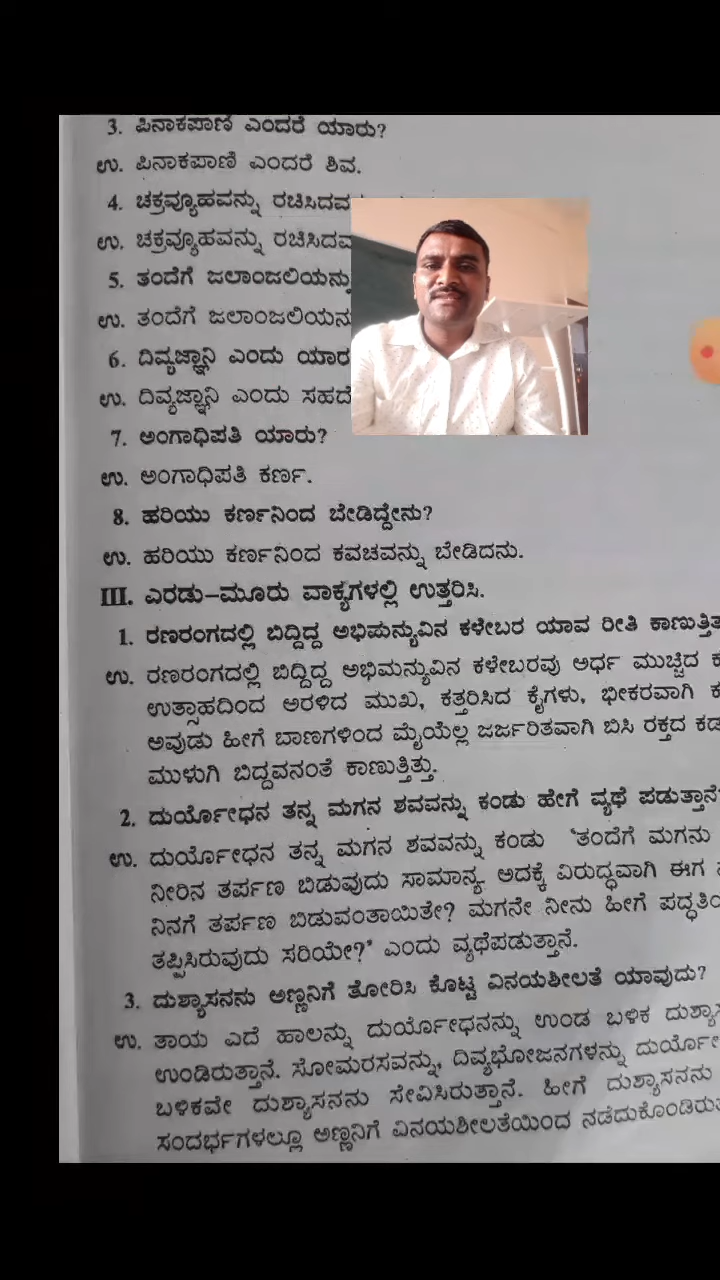 3. ಪಿನಾಕಪಾಣಿ ಎಂದರೆ ಯಾರು?
ಉ. ಪಿನಾಕಪಾಣಿ ಎಂದರೆ ಶಿವ.
4. ಚಕ್ರವ್ಯೂಹವನ್ನು ರಚಿಸಿದವ
ಉ. ಚಕ್ರವ್ಯೂಹವನ್ನು ರಚಿಸಿದವ
5. ತಂದೆಗೆ ಜಲಾಂಜಲಿಯನ್ನು
ಉ. ತಂದೆಗೆ ಜಲಾಂಜಲಿಯನ
6. ದಿವ್ಯಜ್ಞಾನಿ ಎಂದು ಯಾರ
ಉ. ದಿವ್ಯಜ್ಞಾನಿ ಎಂದು ಸಹದೆ
7. ಅಂಗಾಧಿಪತಿ ಯಾರು?
ಉ. ಅಂಗಾಧಿಪತಿ ಕರ್ಣ.
8. ಹರಿಯು ಕರ್ಣನಿಂದ ಬೇಡಿದ್ದೇನು?
ಉ. ಹರಿಯು ಕರ್ಣನಿಂದ ಕವಚವನ್ನು ಬೇಡಿದನು.
III. ಎರಡು-ಮೂರು ವಾಕ್ಯಗಳಲ್ಲಿ ಉತ್ತರಿಸಿ.
1. ರಣರಂಗದಲ್ಲಿ ಬಿದ್ದಿದ್ದ ಅಭಿಮನ್ಯುವಿನ ಕಳೇಬರ ಯಾವ ರೀತಿ ಕಾಣುತ್ತಿತ
ಉ. ರಣರಂಗದಲ್ಲಿ ಬಿದ್ದಿದ್ದ ಅಭಿಮನ್ಯುವಿನ ಕಳೇಬರವು ಅರ್ಧ ಮುಚ್ಚಿದ
ಉತ್ಸಾಹದಿಂದ ಅರಳಿದ ಮುಖ, ಕತ್ತರಿಸಿದ ಕೈಗಳು, ಭೀಕರವಾಗಿ
ಅವುಡು ಹೀಗೆ ಬಾಣಗಳಿಂದ ಮೈಯೆಲ್ಲ ಜರ್ಜರಿತವಾಗಿ ಬಿಸಿ ರಕ್ತದ ಕಡ
ಮುಳುಗಿ ಬಿದ್ದವನಂತೆ ಕಾಣುತ್ತಿತ್ತು.
2. ದುರ್ಯೋಧನ ತನ್ನ ಮಗನ ಶವವನ್ನು ಕಂಡು ಹೇಗೆ ವ್ಯಥೆ ಪಡುತ್ತಾನೆ
ಉ. ದುರ್ಯೋಧನ ತನ್ನ ಮಗನ ಶವವನ್ನು ಕಂಡು 'ತಂದೆಗೆ ಮಗನು
ನೀರಿನ ತರ್ಪಣ ಬಿಡುವುದು ಸಾಮಾನ್ಯ. ಅದಕ್ಕೆ ವಿರುದ್ಧವಾಗಿ ಈಗ
ನಿನಗೆ ತರ್ಪಣ ಬಿಡುವಂತಾಯಿತೇ? ಮಗನೇ ನೀನು ಹೀಗೆ ಪದ್ಧತಿಂ
ತಪ್ಪಿಸಿರುವುದು ಸರಿಯೇ?' ಎಂದು ವ್ಯಥೆಪಡುತ್ತಾನೆ.
3. ದುಶ್ಯಾಸನನು ಅಣ್ಣನಿಗೆ ತೋರಿಸಿ ಕೊಟ್ಟ ವಿನಯಶೀಲತೆ ಯಾವುದು?
ಉ. ತಾಯ ಎದೆ ಹಾಲನ್ನು ದುರ್ಯೋಧನನ್ನು ಉಂಡ ಬಳಿಕ ದುಶ್ಯಾಸ
ಉಂಡಿರುತ್ತಾನೆ. ಸೋಮರಸವನ್ನು, ದಿವ್ಯಭೋಜನಗಳನ್ನು ದುರ್ಯೋ
ಬಳಿಕವೇ ದುಶ್ಯಾಸನನು ಸೇವಿಸಿರುತ್ತಾನೆ. ಹೀಗೆ ದುಶ್ಯಾಸನನು
ಸಂದರ್ಭಗಳಲ್ಲೂ ಅಣ್ಣನಿಗೆ ವಿನಯಶೀಲತೆಯಿಂದ ನಡೆದುಕೊಂಡಿರುತ